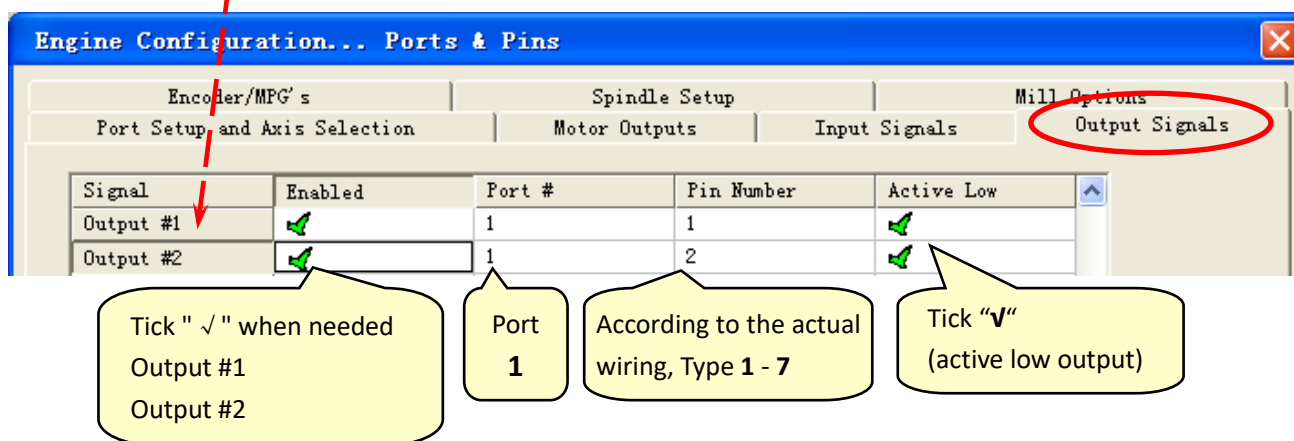 Engine Configuration... Ports & Pins
Encoder/MPG's Spindle Setup Mill Options
Port Setup and Axis Selection Motor Outputs Input Signals Output Signals
Signal Enabled Port # Pin Number Active Low
Output #1 1 1
Output #2 1 2
Tick " √ " when needed
Output #1
Output #2
Port
1
According to the actual
wiring, Type 1 - 7
Tick “√“
(active low output)